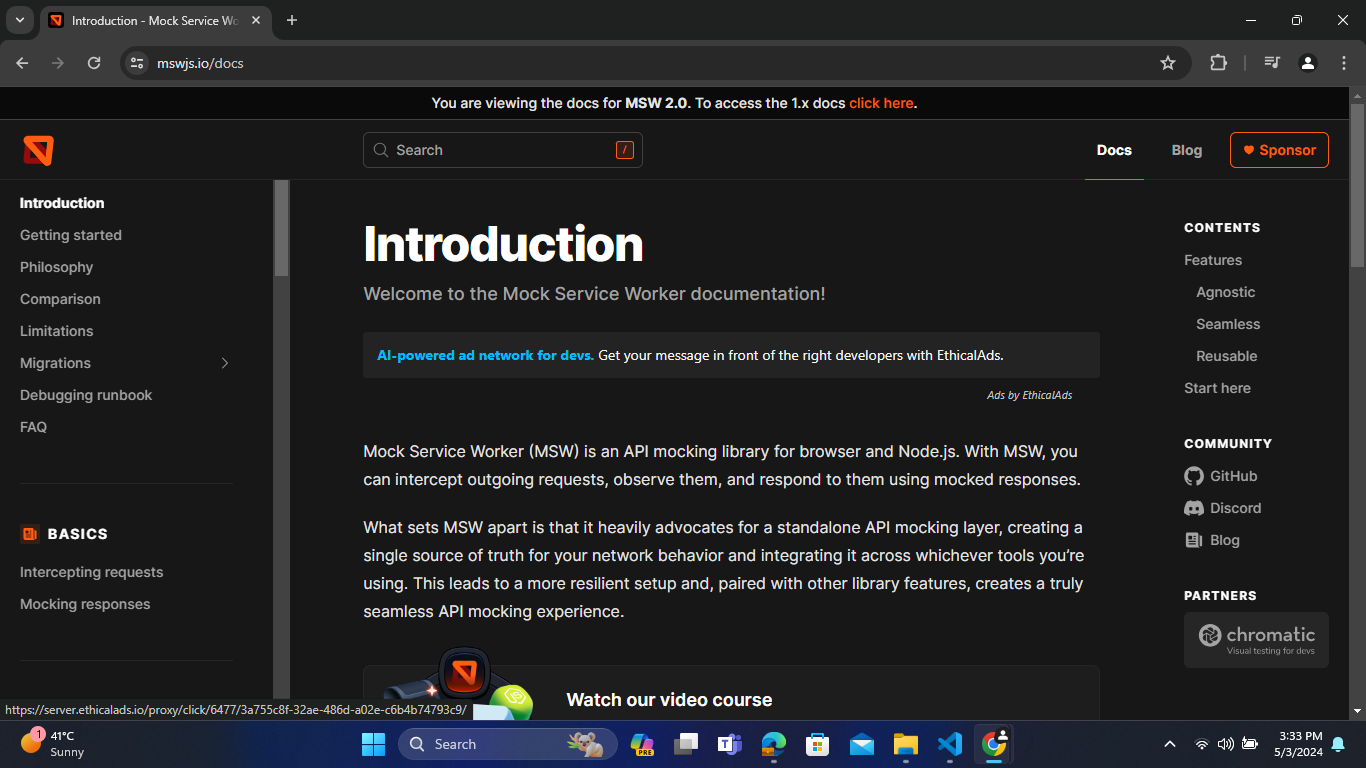 Introduction - Mock Service Wo
mswjs.io/docs
You are viewing the docs for MSW 2.0. To access the 1.x docs click here.
Search /
Docs
Blog
Sponsor
Introduction
Getting started
Philosophy
Comparison
Limitations
Migrations
Debugging runbook
FAQ
BASICS
Intercepting requests
Mocking responses
Introduction
Welcome to the Mock Service Worker documentation!
AI-powered ad network for devs. Get your message in front of the right developers with EthicalAds.
Ads by EthicalAds
Mock Service Worker (MSW) is an API mocking library for browser and Node.js. With MSW, you
can intercept outgoing requests, observe them, and respond to them using mocked responses.
What sets MSW apart is that it heavily advocates for a standalone API mocking layer, creating a
single source of truth for your network behavior and integrating it across whichever tools you're
using. This leads to a more resilient setup and, paired with other library features, creates a truly
seamless API mocking experience.
Watch our video course
CONTENTS
Features
Agnostic
Seamless
Reusable
Start here
COMMUNITY
GitHub
Discord
Blog
PARTNERS
chromatic
Visual testing for devs
https://server.ethicalads.io/proxy/click/6477/3a755c8f-32ae-486d-a02e-c6b4b74793c9/
1
41°C
Sunny
Search
PRE
3:33 PM
5/3/2024